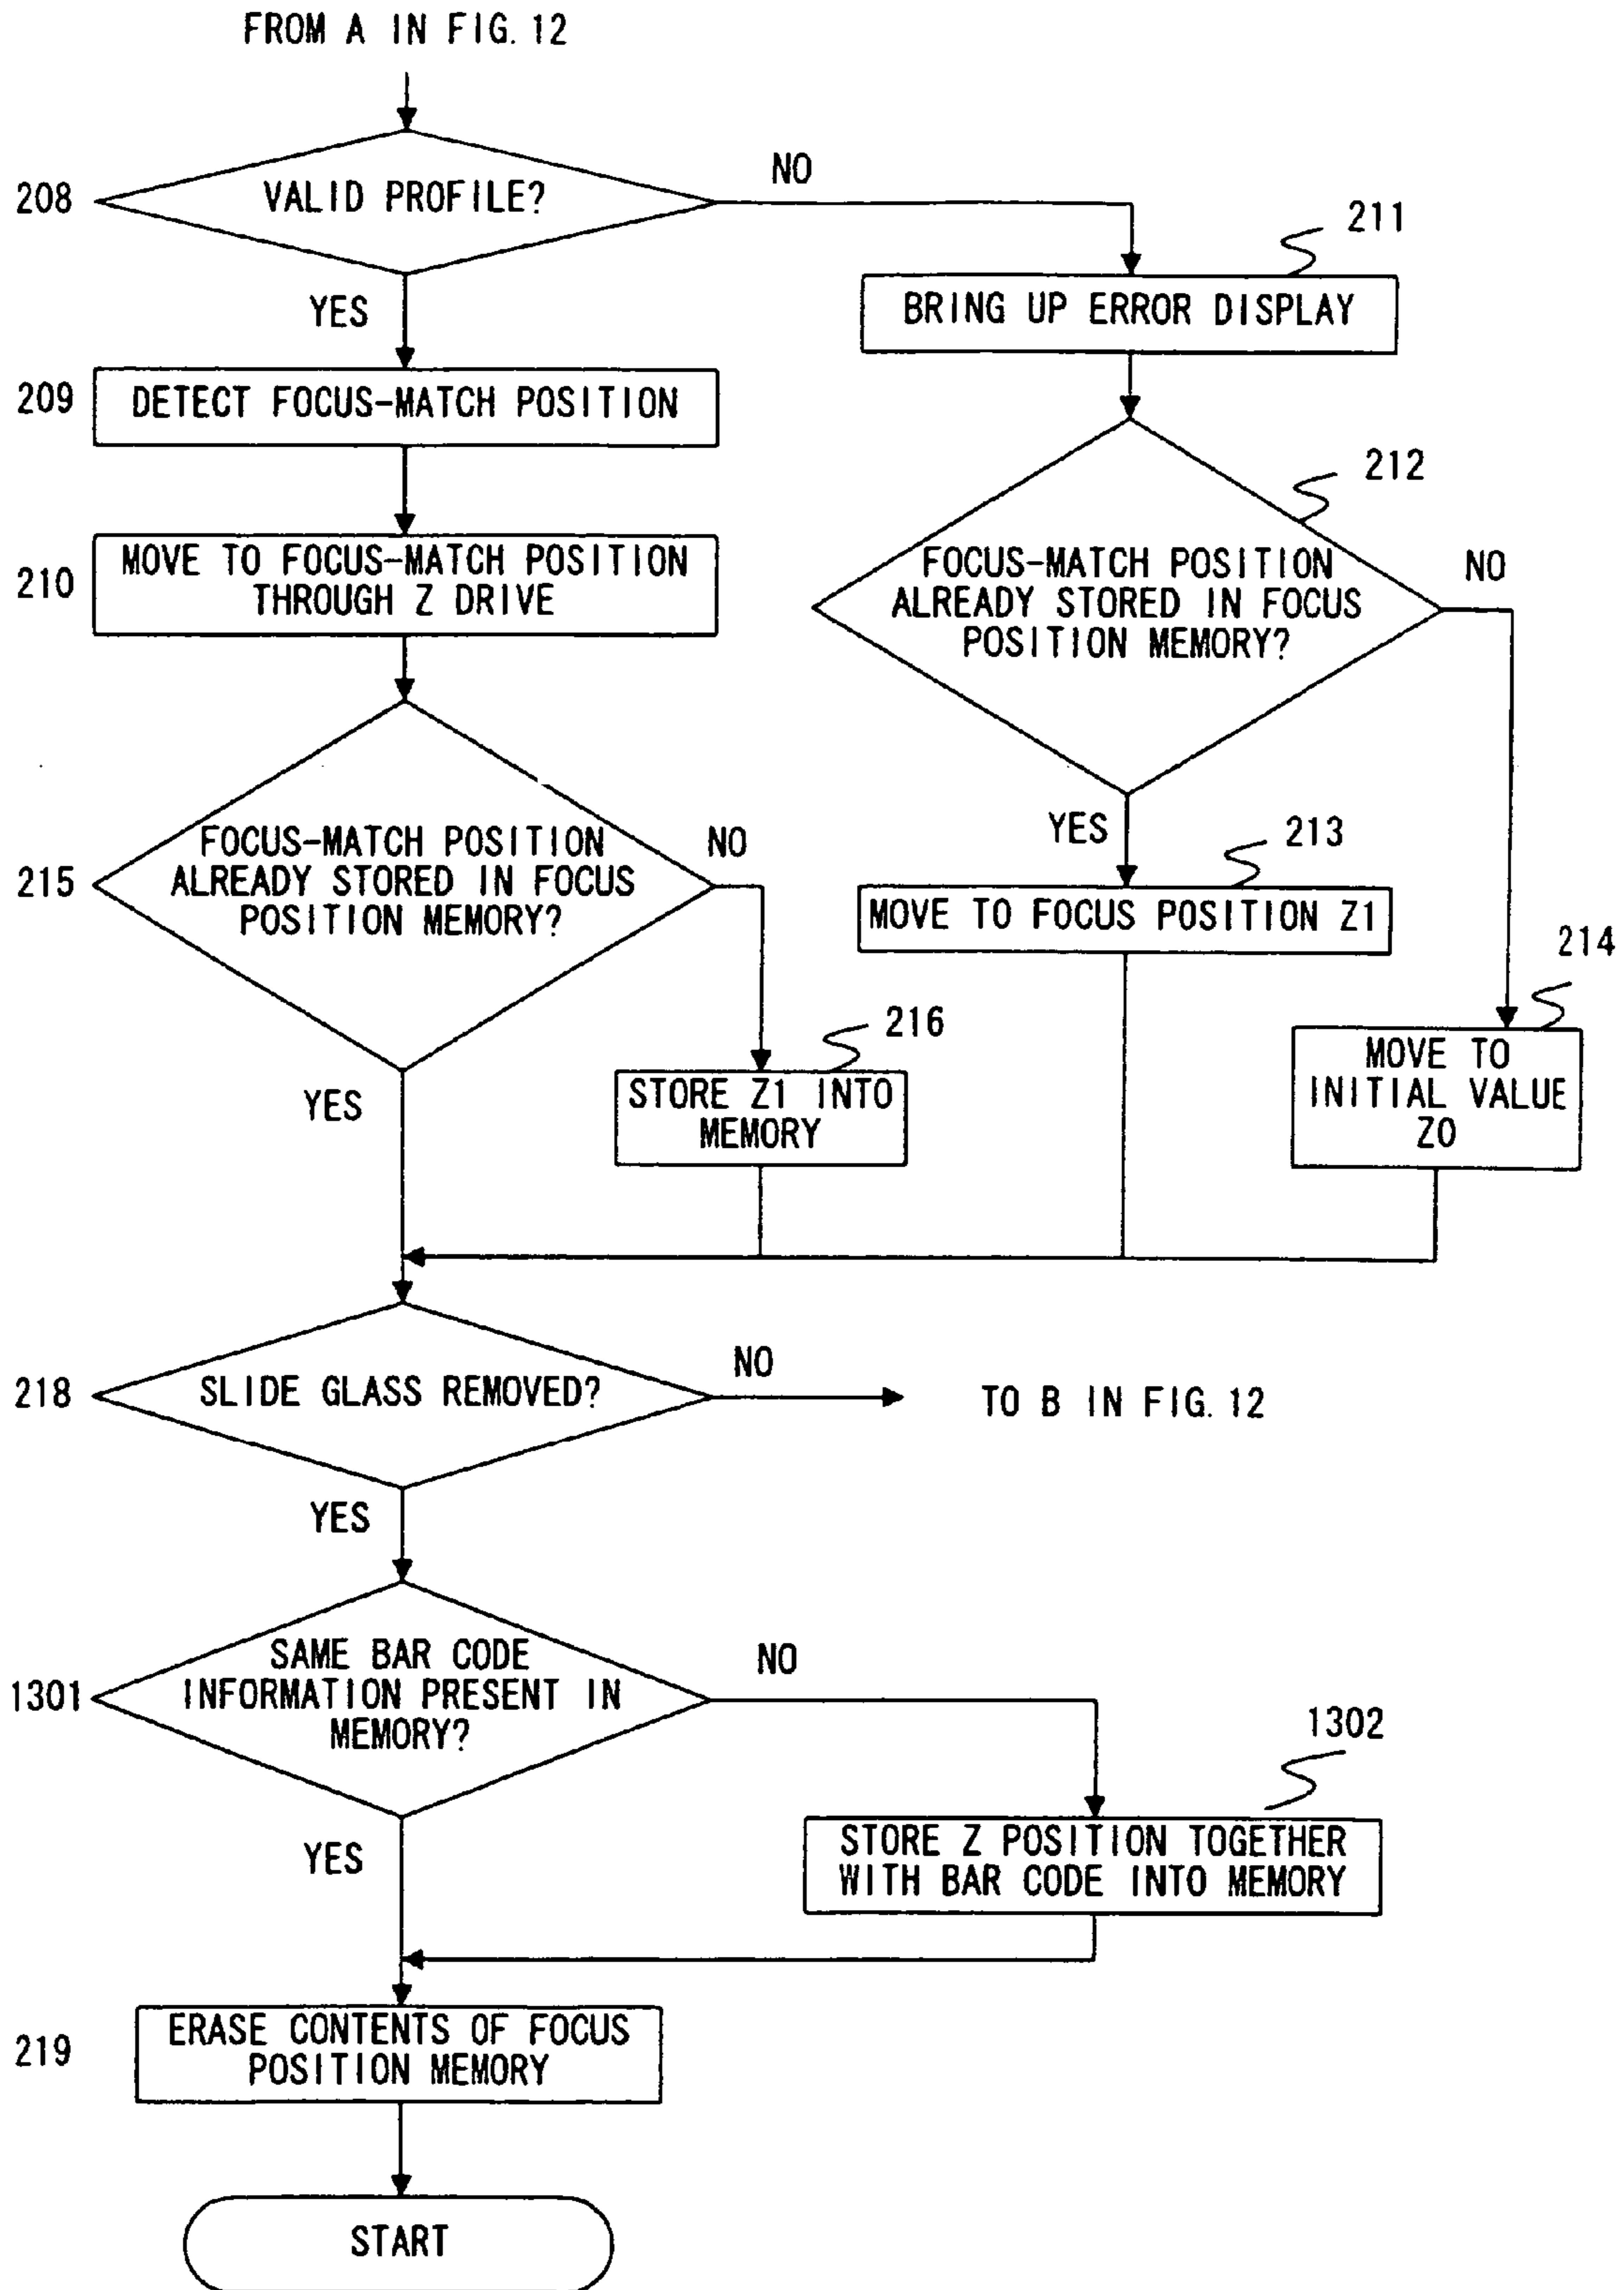 FROM A IN FIG. 12
208
VALID PROFILE?
NO
YES
211
BRING UP ERROR DISPLAY
209
DETECT FOCUS-MATCH POSITION
210
MOVE TO FOCUS-MATCH POSITION
THROUGH Z DRIVE
212
FOCUS-MATCH POSITION
ALREADY STORED IN FOCUS
POSITION MEMORY?
NO
YES
213
MOVE TO FOCUS POSITION Z1
214
MOVE TO
INITIAL VALUE
Z0
215
FOCUS-MATCH POSITION
ALREADY STORED IN FOCUS
POSITION MEMORY?
NO
YES
216
STORE Z1 INTO
MEMORY
218
SLIDE GLASS REMOVED?
NO
TO B IN FIG. 12
YES
1301
SAME BAR CODE
INFORMATION PRESENT IN
MEMORY?
NO
YES
1302
STORE Z POSITION TOGETHER
WITH BAR CODE INTO MEMORY
219
ERASE CONTENTS OF FOCUS
POSITION MEMORY
START